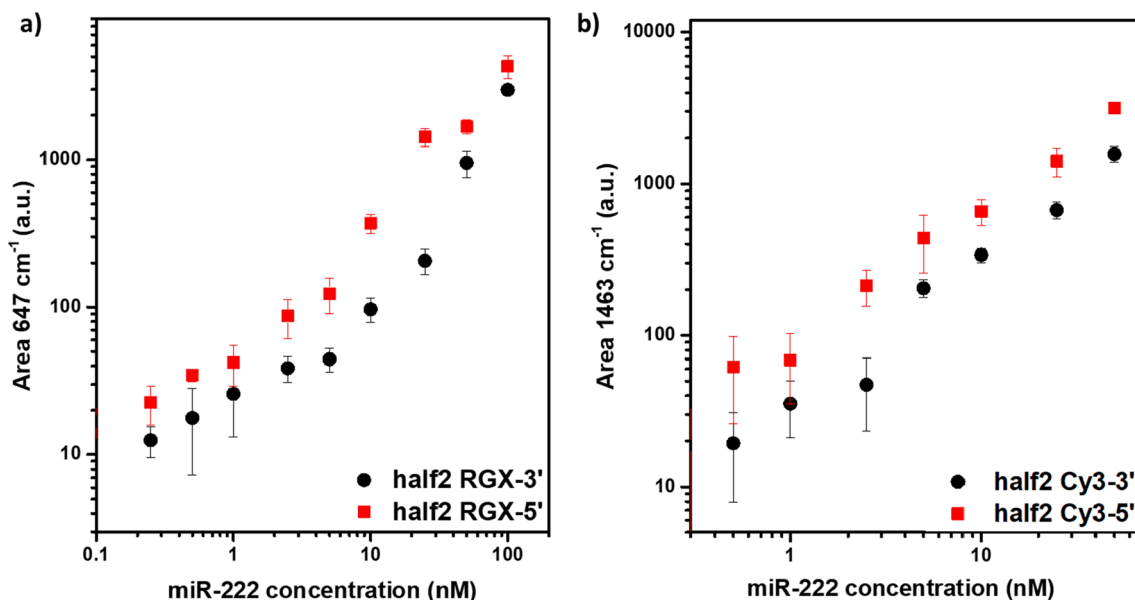 a)
1000
100
10
Area 647 cm⁻¹ (a.u.)
half2 RGX-3'
half2 RGX-5'
0.1
1
10
100
miR-222 concentration (nM)
b)
10000
1000
100
10
Area 1463 cm⁻¹ (a.u.)
half2 Cy3-3'
half2 Cy3-5'
1
10
miR-222 concentration (nM)